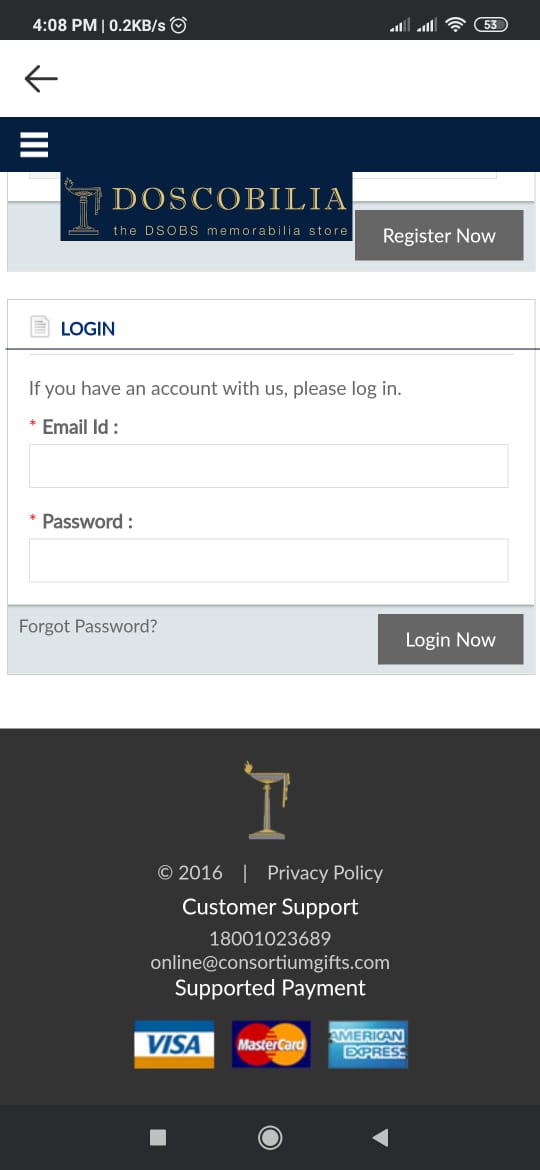 4:08 PM | 0.2KB/s
53
DOSCOBILIA
the DSOBS memorabilia store
Register Now
LOGIN
If you have an account with us, please log in.
* Email Id :
* Password :
Forgot Password?
Login Now
© 2016 | Privacy Policy
Customer Support
18001023689
online@consortiumgifts.com
Supported Payment
VISA MasterCard AMERICAN EXPRESS